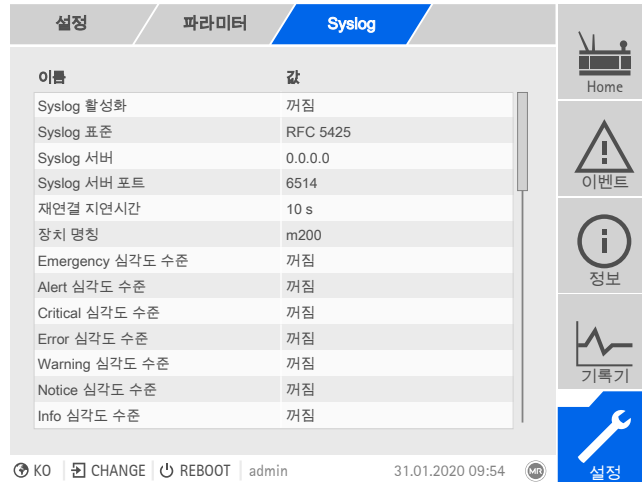 설정 파라미터 Syslog
이름 값
Syslog 활성화 꺼짐
Syslog 표준 RFC 5425
Syslog 서버 0.0.0.0
Syslog 서버 포트 6514
재연결 지연시간 10 s
장치 명칭 m200
Emergency 심각도 수준 꺼짐
Alert 심각도 수준 꺼짐
Critical 심각도 수준 꺼짐
Error 심각도 수준 꺼짐
Warning 심각도 수준 꺼짐
Notice 심각도 수준 꺼짐
Info 심각도 수준 꺼짐
Home
이벤트
정보
기록기
설정
KO CHANGE REBOOT admin 31.01.2020 09:54 MR